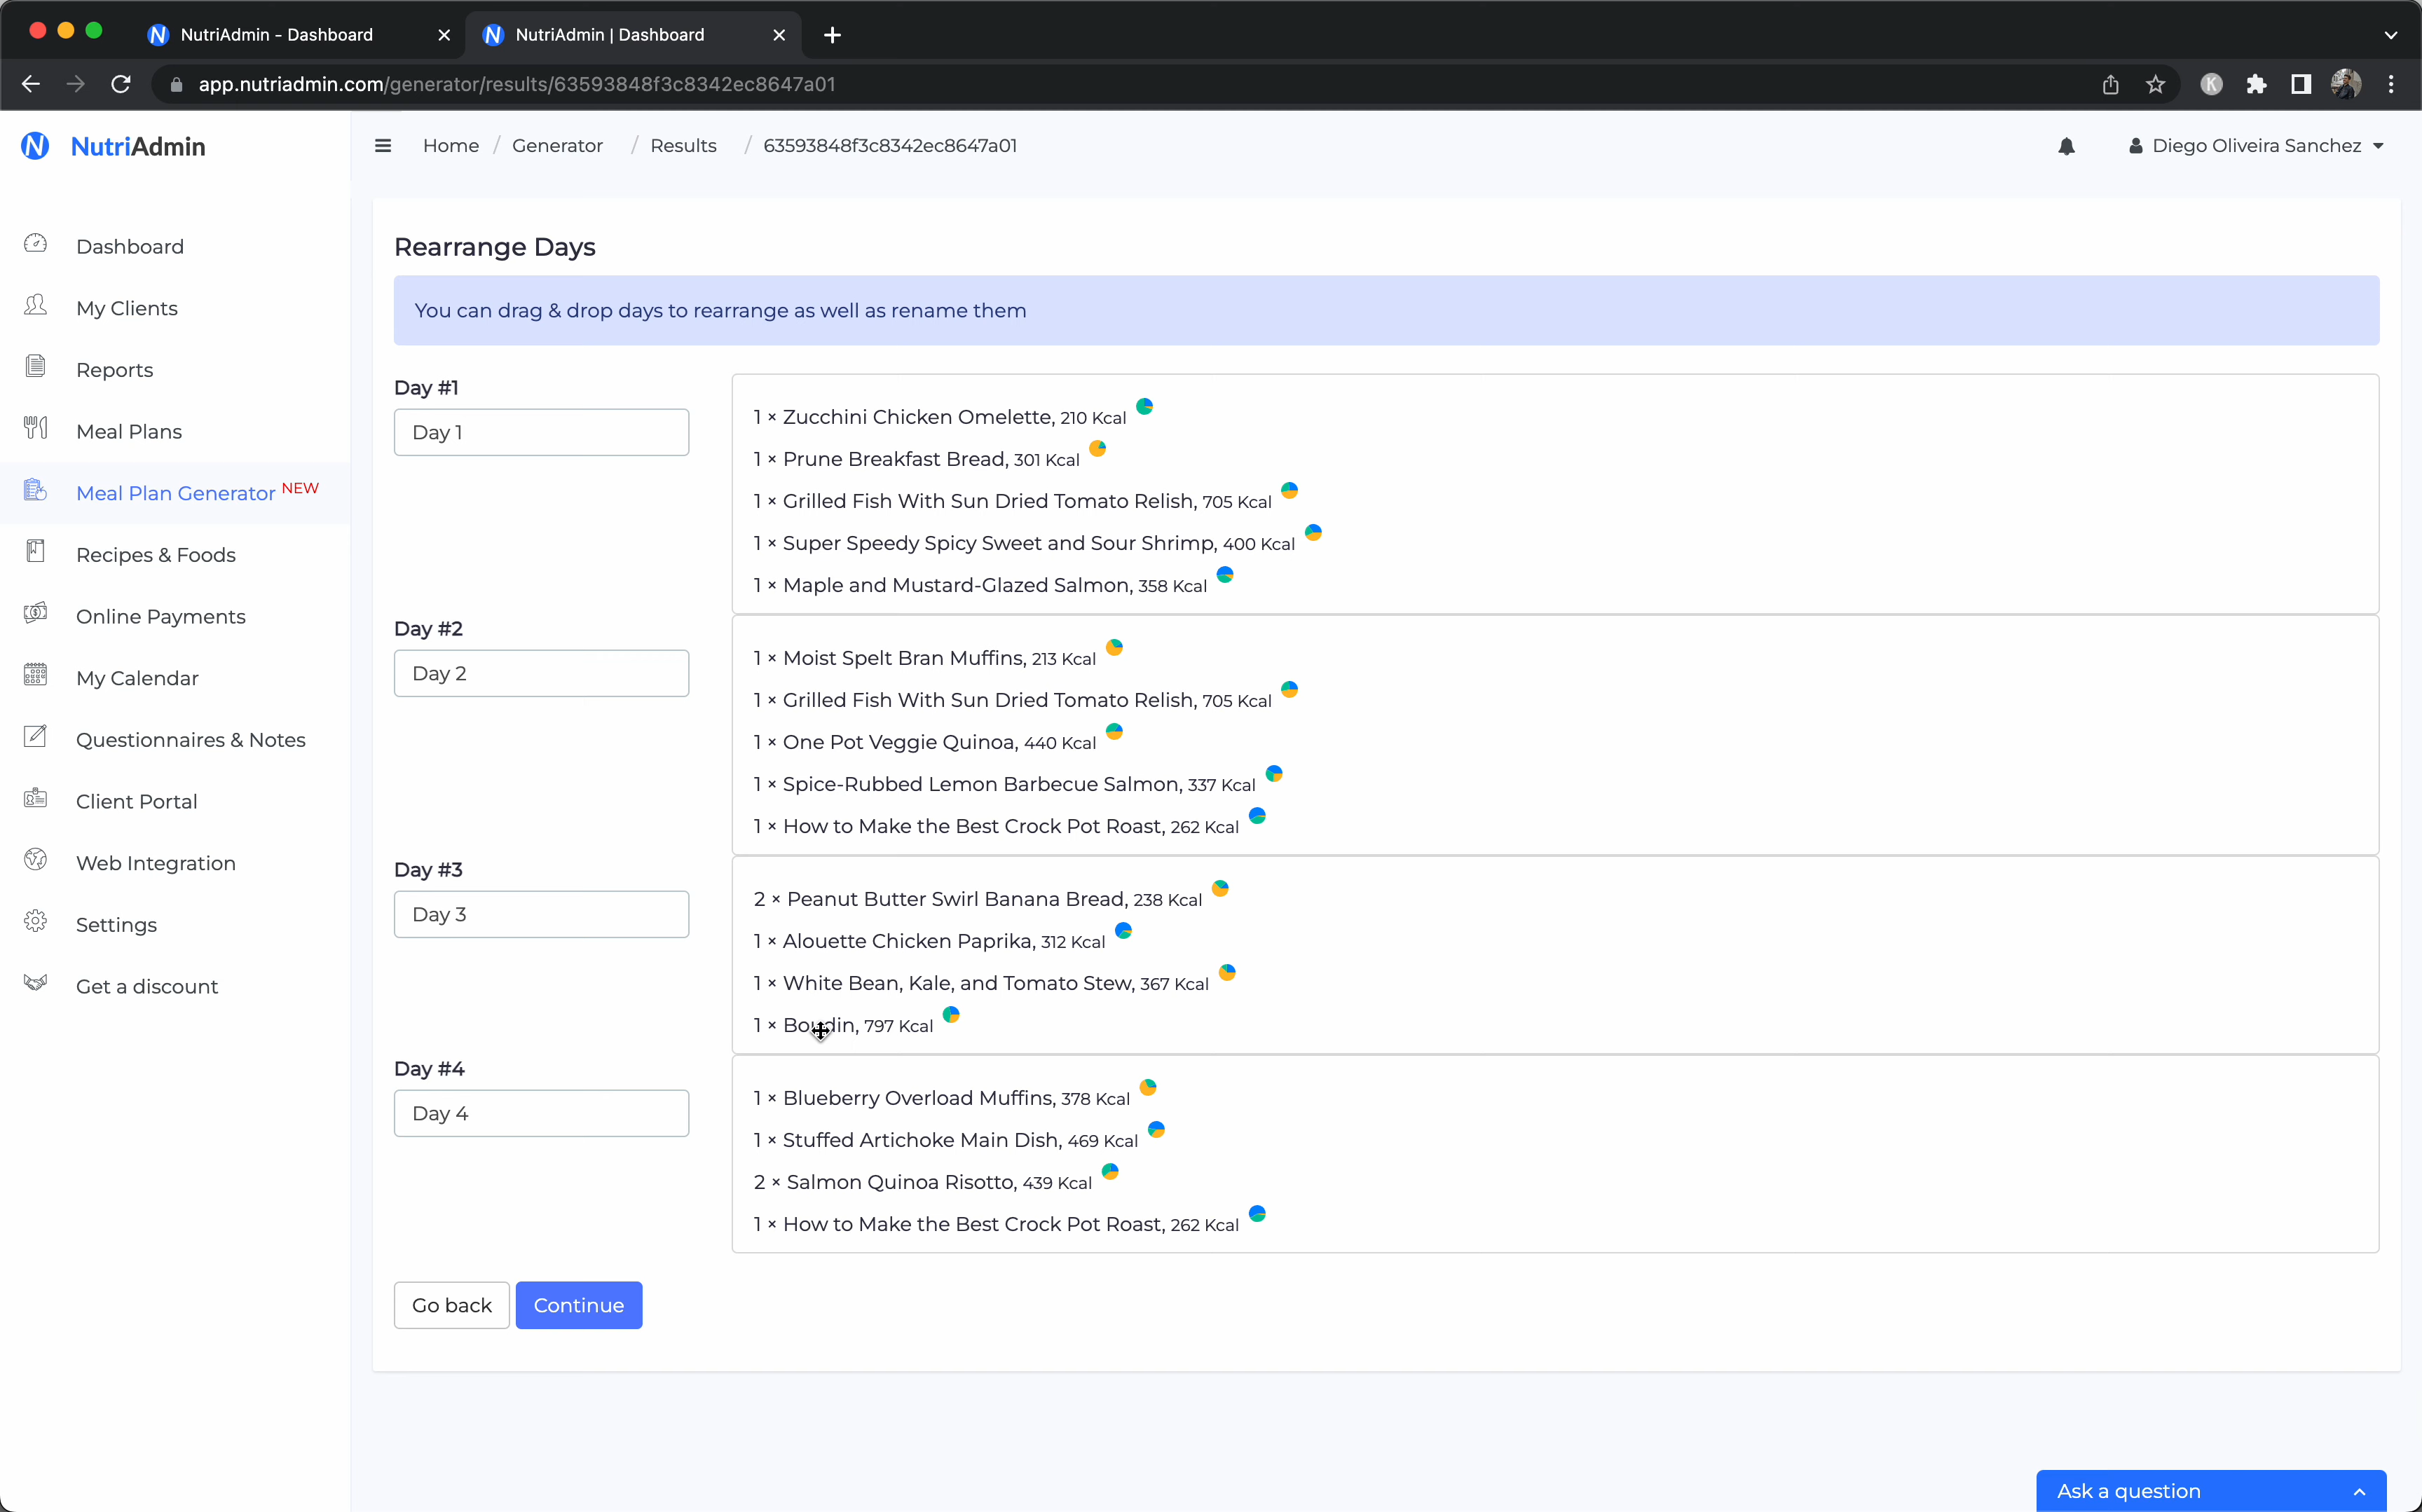 NutriAdmin - Dashboard
NutriAdmin | Dashboard
app.nutriadmin.com/generator/results/63593848f3c8342ec8647a01
K
N NutriAdmin
Home / Generator / Results / 63593848f3c8342ec8647a01
Diego Oliveira Sanchez
Dashboard
My Clients
Reports
Meal Plans
Meal Plan Generator NEW
Recipes & Foods
Online Payments
My Calendar
Questionnaires & Notes
Client Portal
Web Integration
Settings
Get a discount
Rearrange Days
You can drag & drop days to rearrange as well as rename them
Day #1
Day 1
1 × Zucchini Chicken Omelette, 210 Kcal
1 × Prune Breakfast Bread, 301 Kcal
1 × Grilled Fish With Sun Dried Tomato Relish, 705 Kcal
1 × Super Speedy Spicy Sweet and Sour Shrimp, 400 Kcal
1 × Maple and Mustard-Glazed Salmon, 358 Kcal
Day #2
Day 2
1 × Moist Spelt Bran Muffins, 213 Kcal
1 × Grilled Fish With Sun Dried Tomato Relish, 705 Kcal
1 × One Pot Veggie Quinoa, 440 Kcal
1 × Spice-Rubbed Lemon Barbecue Salmon, 337 Kcal
1 × How to Make the Best Crock Pot Roast, 262 Kcal
Day #3
Day 3
2 × Peanut Butter Swirl Banana Bread, 238 Kcal
1 × Alouette Chicken Paprika, 312 Kcal
1 × White Bean, Kale, and Tomato Stew, 367 Kcal
1 × Boudin, 797 Kcal
Day #4
Day 4
1 × Blueberry Overload Muffins, 378 Kcal
1 × Stuffed Artichoke Main Dish, 469 Kcal
2 × Salmon Quinoa Risotto, 439 Kcal
1 × How to Make the Best Crock Pot Roast, 262 Kcal
Go back
Continue
Ask a question